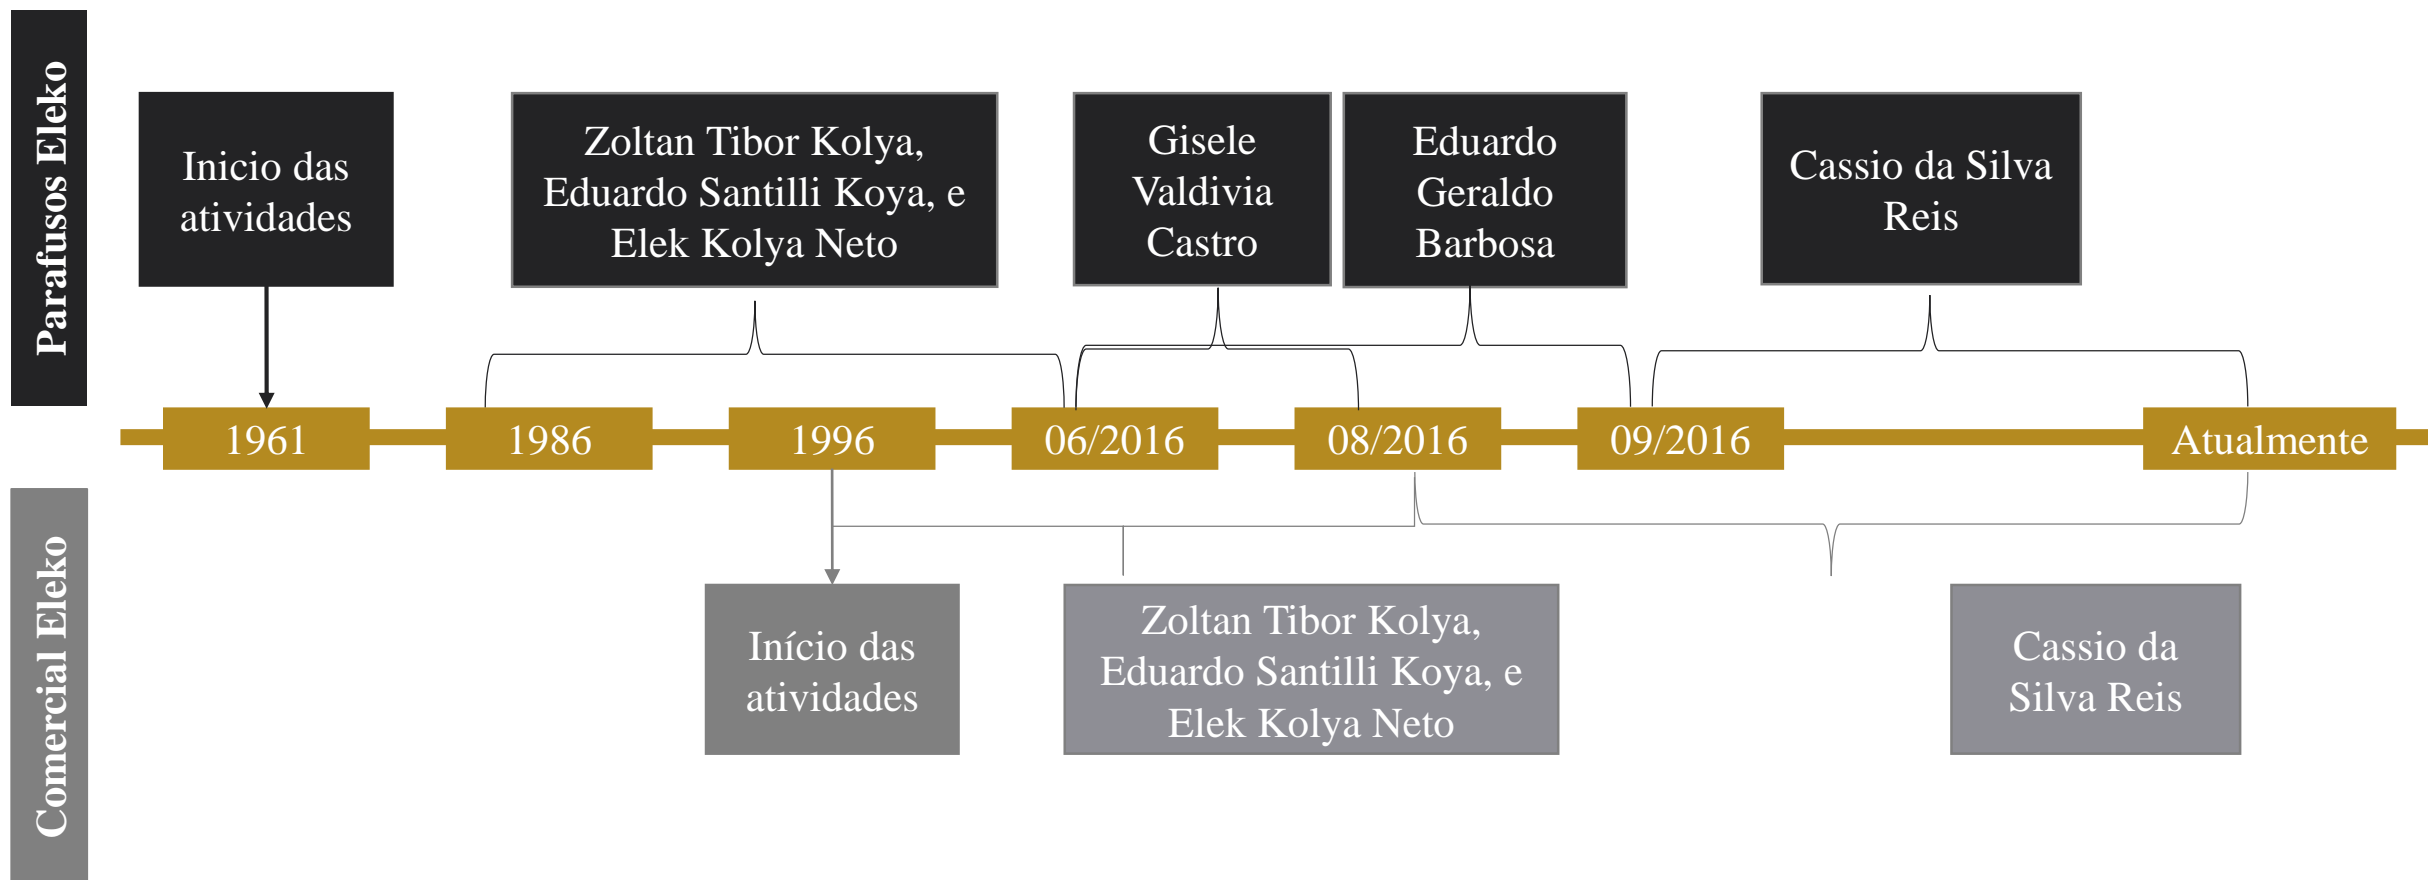 Parafusos Eleko
Inicio das
atividades
Zoltan Tibor Kolya,
Eduardo Santilli Koya, e
Elek Kolya Neto
Gisele
Valdivia
Castro
Eduardo
Geraldo
Barbosa
Cassio da Silva
Reis
1961
1986
1996
06/2016
08/2016
09/2016
Atualmente
Comercial Eleko
Início das
atividades
Zoltan Tibor Kolya,
Eduardo Santilli Koya, e
Elek Kolya Neto
Cassio da
Silva Reis